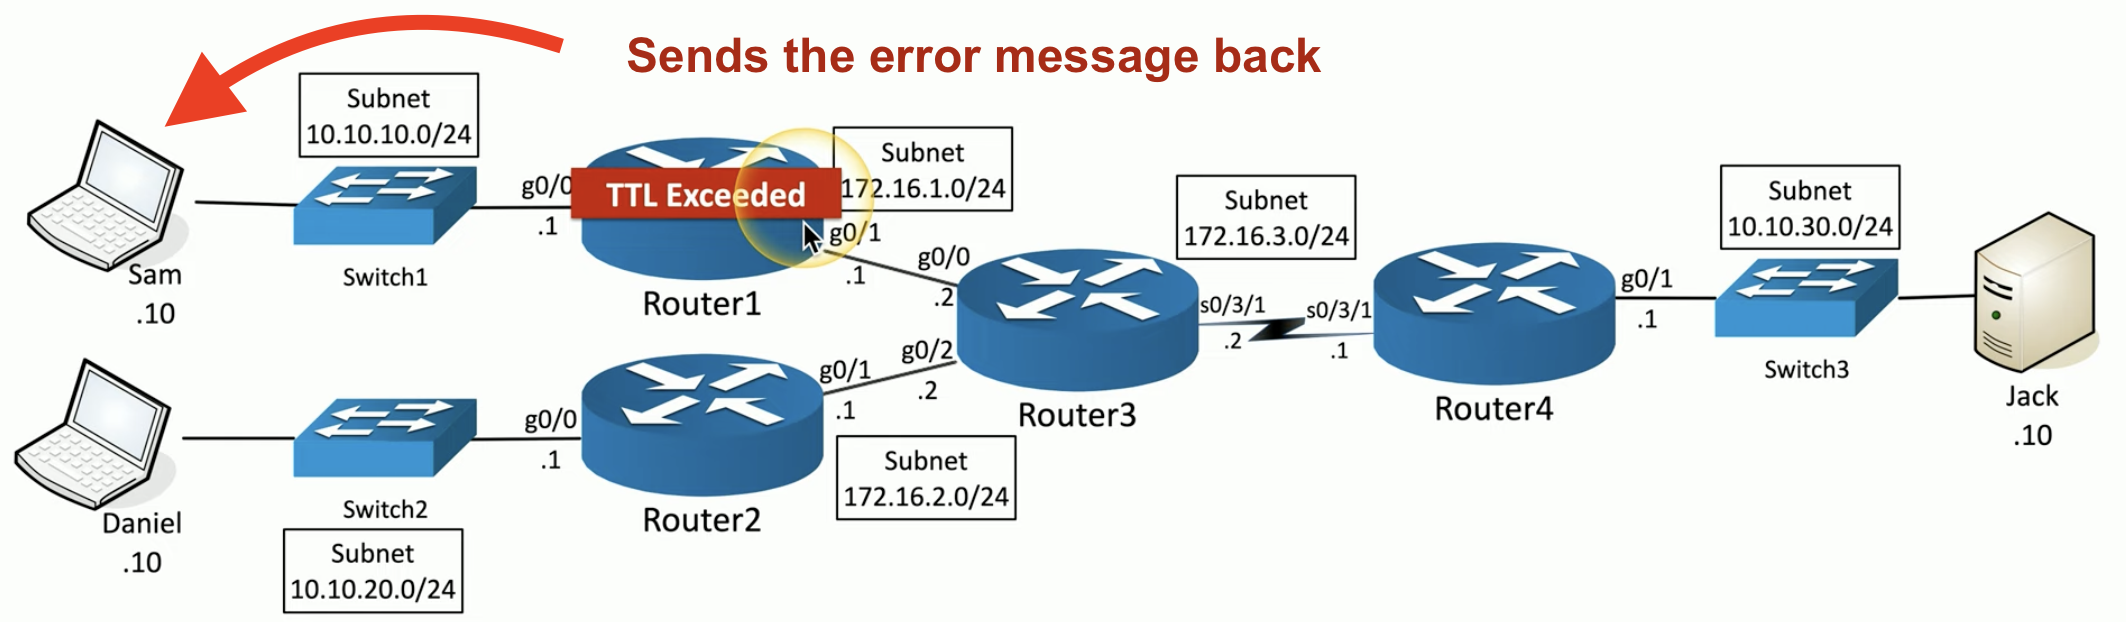 Sends the error message back
Subnet
10.10.10.0/24
Subnet
172.16.1.0/24
g0/0
TTL Exceeded
.1
g0/1
.1
Sam
.10
Switch1
Router1
g0/0
.2
Subnet
172.16.3.0/24
s0/3/1
s0/3/1
.2
.1
Subnet
10.10.30.0/24
g0/1
.1
Switch3
Jack
.10
Router3
Router4
g0/2
.2
g0/1
.1
g0/0
.1
Daniel
.10
Switch2
Router2
Subnet
172.16.2.0/24
Subnet
10.10.20.0/24